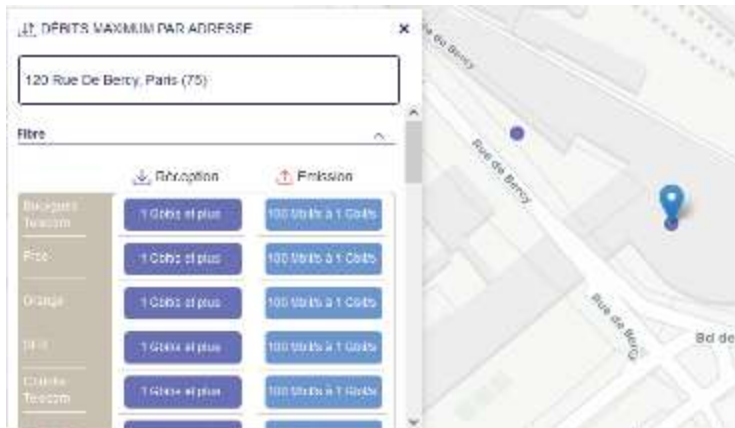 DÉBITS MAXIMUM PAR ADRESSE
120 Rue De Bercy, Paris (75)
Fibre
Réception Emission
Bouygues
Telecom
1 Gbit/s et plus 100 Mbit/s à 1 Gbit/s
Free 1 Gbit/s et plus 100 Mbit/s à 1 Gbit/s
Orange 1 Gbit/s et plus 100 Mbit/s à 1 Gbit/s
SFR 1 Gbit/s et plus 100 Mbit/s à 1 Gbit/s
Telecom
1 Gbit/s et plus 100 Mbit/s à 1 Gbit/s
Rue de Bercy
Rue de Bercy
Rue de Bercy
Bd de